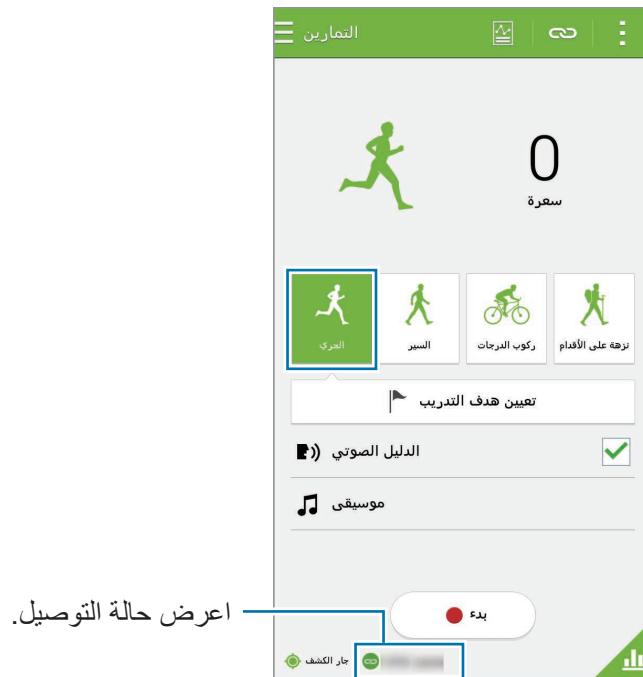 التمارين
0
سعرة
الجري
السير
ركوب الدرجات
نزهة على الأقدام
تعيين هدف التدريب
الدليل الصوتي
موسيقى
بدء
اعرض حالة التوصيل.
جار الكشف